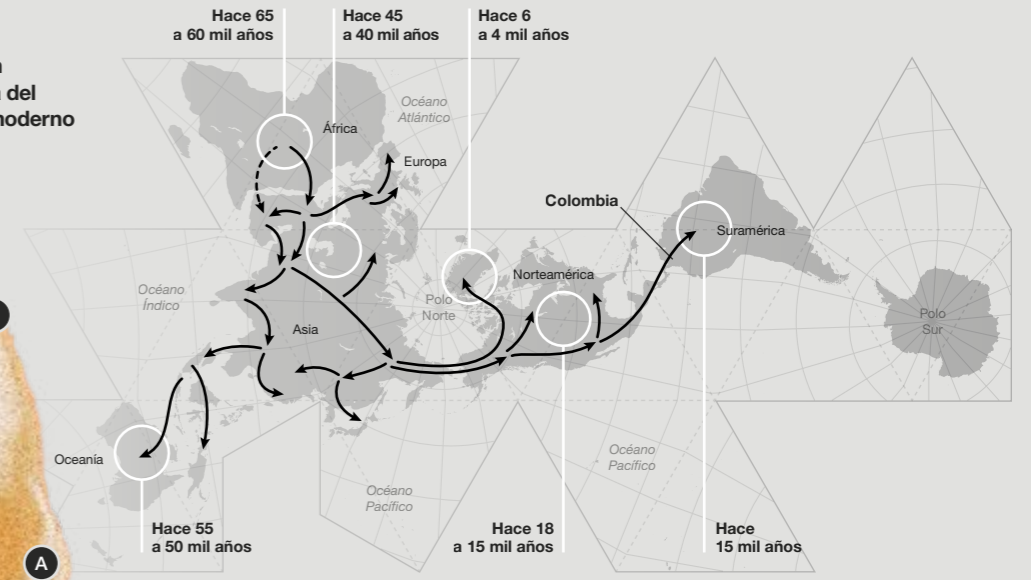 Hace 65
a 60 mil años
Hace 45
a 40 mil años
Hace 6
a 4 mil años
del
moderno
Océano
Atlántico
África
Europa
Colombia
Suramérica
Norteamérica
Océano
Índico
Polo
Norte
Asia
Polo
Sur
Oceanía
Océano
Pacífico
Océano
Pacífico
Hace 55
a 50 mil años
Hace 18
a 15 mil años
Hace
15 mil años
A